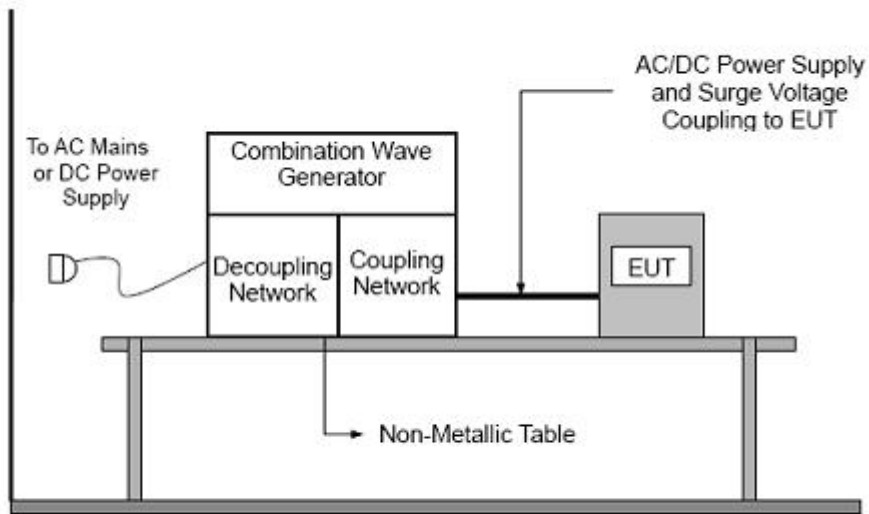 AC/DC Power Supply
and Surge Voltage
Coupling to EUT
To AC Mains
or DC Power
Supply
Combination Wave
Generator
Decoupling
Network
Coupling
Network
EUT
Non-Metallic Table